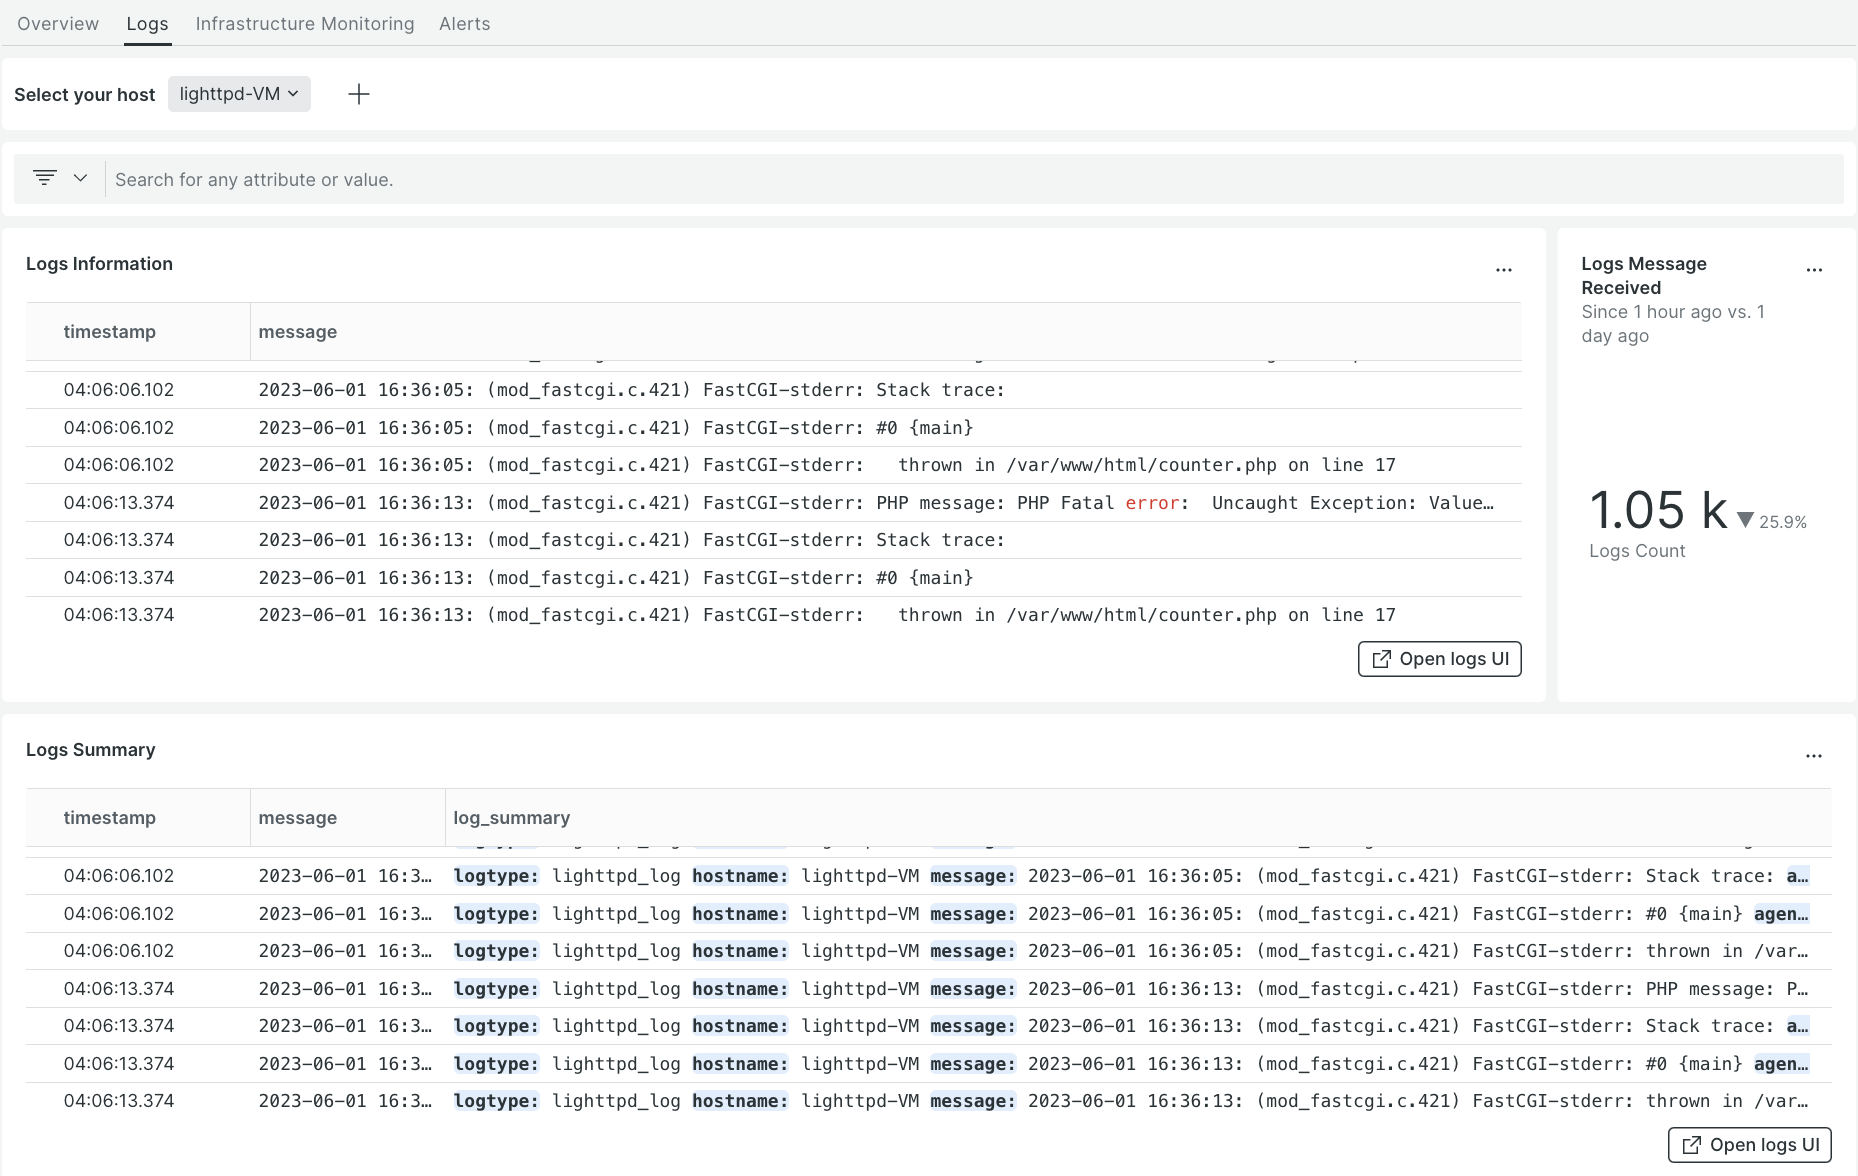 Overview Logs Infrastructure Monitoring Alerts
Select your host lighttpd-VM
Search for any attribute or value.
Logs Information
...
timestamp message
04:06:06.102 2023-06-01 16:36:05: (mod_fastcgi.c.421) FastCGI-stderr: Stack trace:
04:06:06.102 2023-06-01 16:36:05: (mod_fastcgi.c.421) FastCGI-stderr: #0 {main}
04:06:06.102 2023-06-01 16:36:05: (mod_fastcgi.c.421) FastCGI-stderr:   thrown in /var/www/html/counter.php on line 17
04:06:13.374 2023-06-01 16:36:13: (mod_fastcgi.c.421) FastCGI-stderr: PHP message: PHP Fatal error:  Uncaught Exception: Value…
04:06:13.374 2023-06-01 16:36:13: (mod_fastcgi.c.421) FastCGI-stderr: Stack trace:
04:06:13.374 2023-06-01 16:36:13: (mod_fastcgi.c.421) FastCGI-stderr: #0 {main}
04:06:13.374 2023-06-01 16:36:13: (mod_fastcgi.c.421) FastCGI-stderr:   thrown in /var/www/html/counter.php on line 17
Open logs UI
Logs Message
Received
...
Since 1 hour ago vs. 1
day ago
1.05 k ▼ 25.9%
Logs Count
Logs Summary
...
timestamp message log_summary
04:06:06.102 2023-06-01 16:3… logtype: lighttpd_log hostname: lighttpd-VM message: 2023-06-01 16:36:05: (mod_fastcgi.c.421) FastCGI-stderr: Stack trace: a…
04:06:06.102 2023-06-01 16:3… logtype: lighttpd_log hostname: lighttpd-VM message: 2023-06-01 16:36:05: (mod_fastcgi.c.421) FastCGI-stderr: #0 {main} agen…
04:06:06.102 2023-06-01 16:3… logtype: lighttpd_log hostname: lighttpd-VM message: 2023-06-01 16:36:05: (mod_fastcgi.c.421) FastCGI-stderr: thrown in /var…
04:06:13.374 2023-06-01 16:3… logtype: lighttpd_log hostname: lighttpd-VM message: 2023-06-01 16:36:13: (mod_fastcgi.c.421) FastCGI-stderr: PHP message: P…
04:06:13.374 2023-06-01 16:3… logtype: lighttpd_log hostname: lighttpd-VM message: 2023-06-01 16:36:13: (mod_fastcgi.c.421) FastCGI-stderr: Stack trace: a…
04:06:13.374 2023-06-01 16:3… logtype: lighttpd_log hostname: lighttpd-VM message: 2023-06-01 16:36:13: (mod_fastcgi.c.421) FastCGI-stderr: #0 {main} agen…
04:06:13.374 2023-06-01 16:3… logtype: lighttpd_log hostname: lighttpd-VM message: 2023-06-01 16:36:13: (mod_fastcgi.c.421) FastCGI-stderr: thrown in /var…
Open logs UI